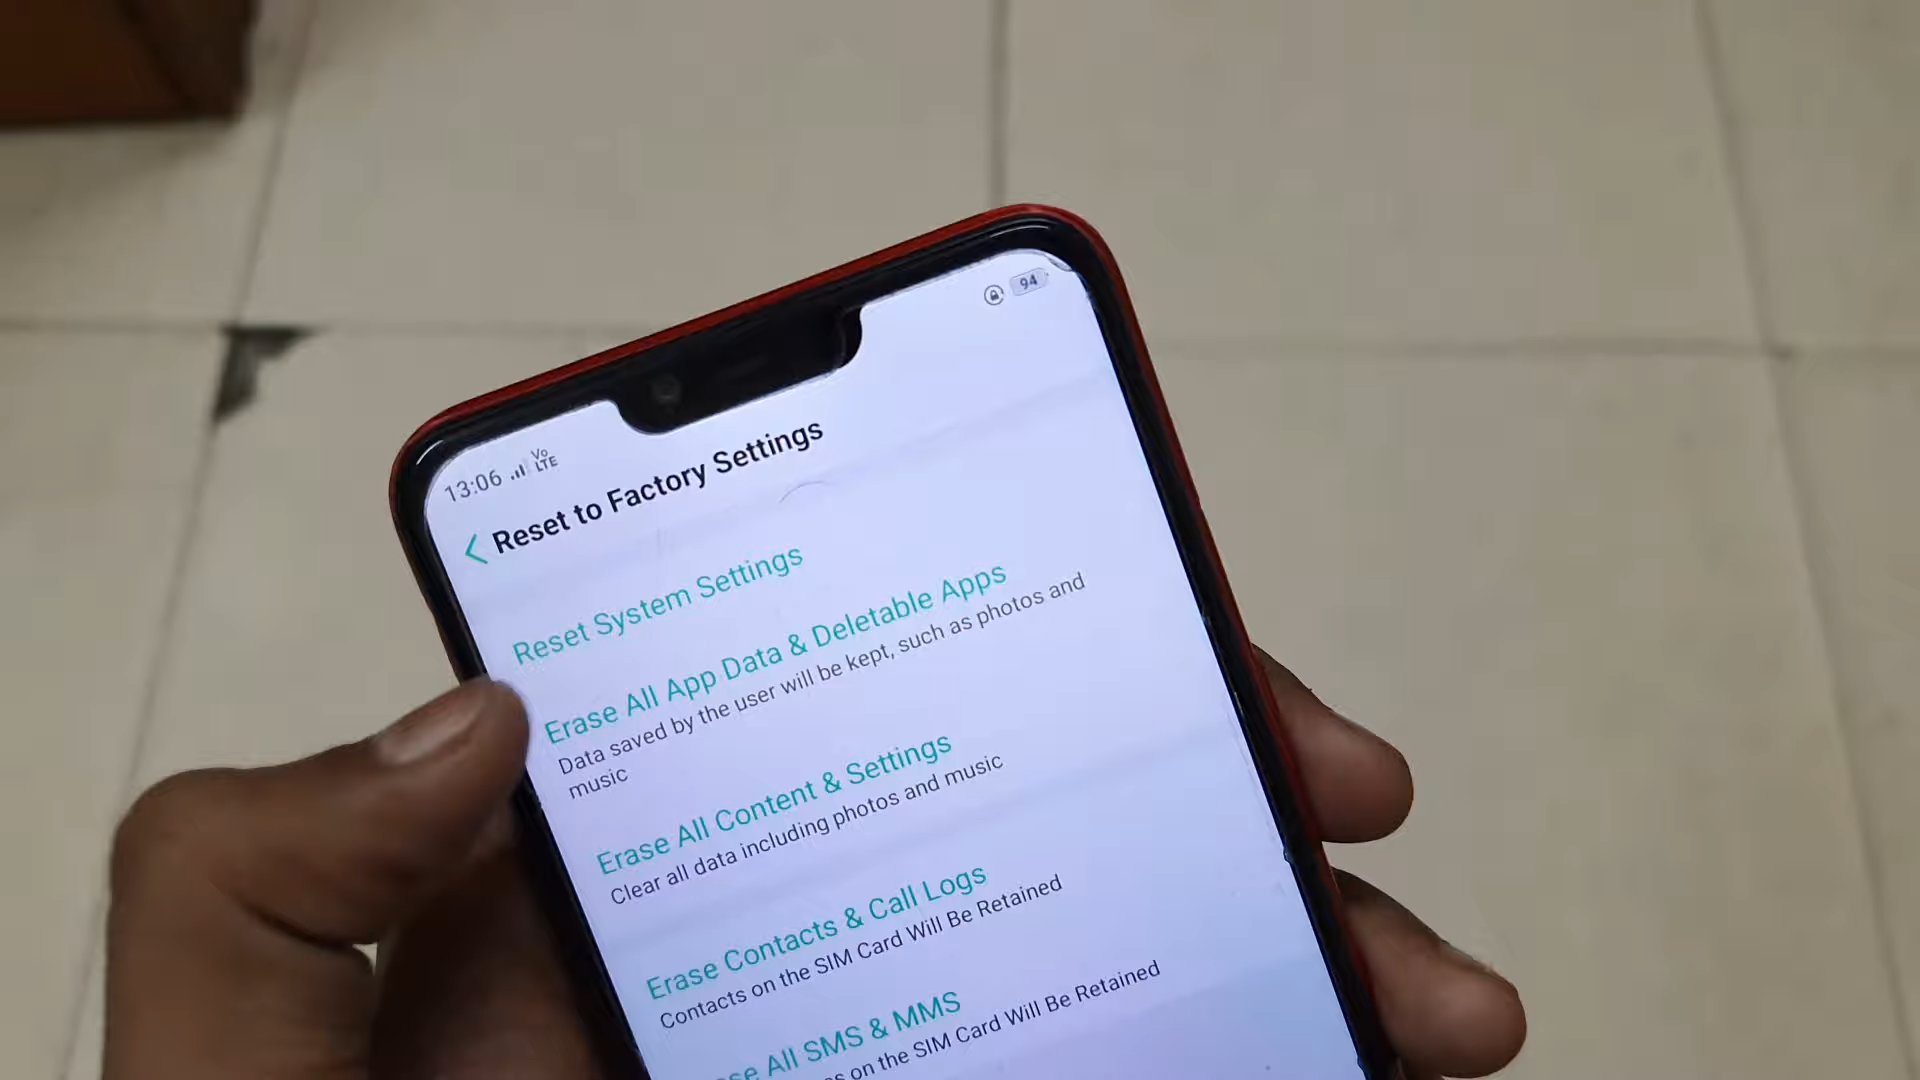 13:06 Vo LTE 94
Reset to Factory Settings
Reset System Settings
Erase All App Data & Deletable Apps
Data saved by the user will be kept, such as photos and
music
Erase All Content & Settings
Clear all data including photos and music
Erase Contacts & Call Logs
Contacts on the SIM Card Will Be Retained
All SMS & MMS
on the SIM Card Will Be Retained